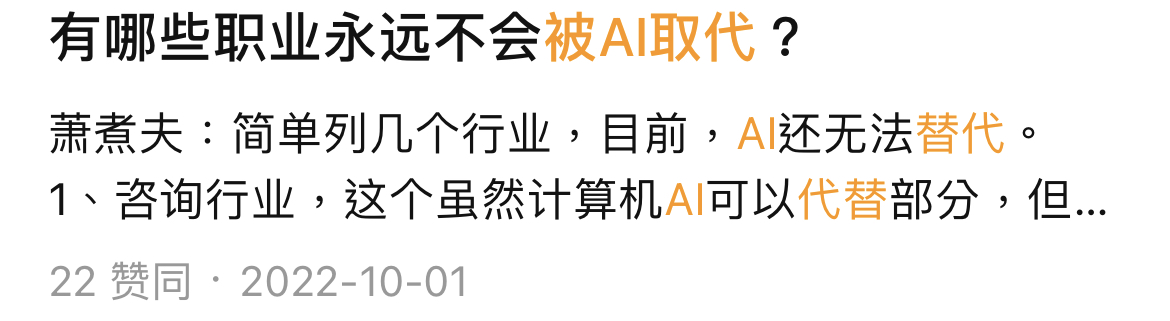 有哪些职业永远不会被AI取代？
萧煮夫：简单列几个行业，目前，AI还无法替代。
1、咨询行业，这个虽然计算机AI可以代替部分，但...
22 赞同 · 2022-10-01